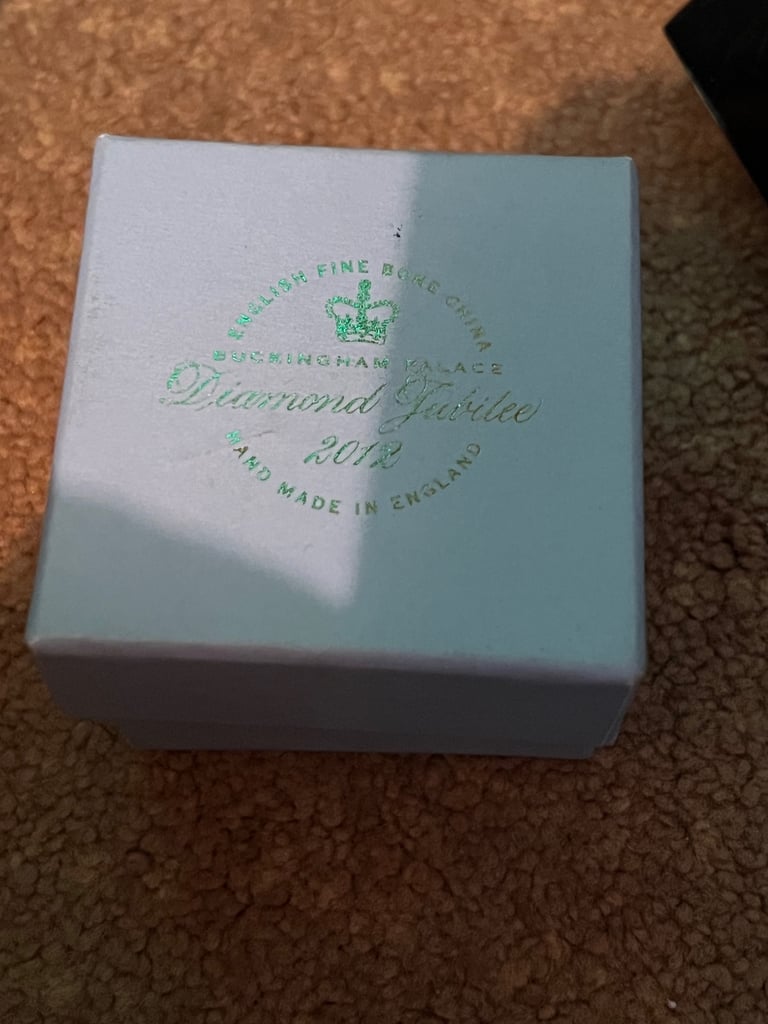 ENGLISH FINE BONE CHINA
BUCKINGHAM PALACE
Diamond Jubilee
2012
HAND MADE IN ENGLAND